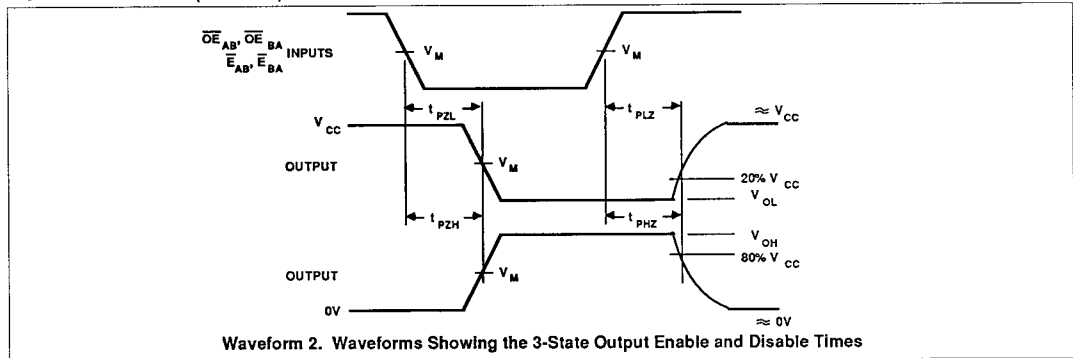 OE AB, OE BA INPUTS
E AB, E BA
V M
V M
t PZL
t PLZ
≈ V CC
V CC
OUTPUT
V M
20% V CC
V OL
t PZH
t PHZ
V OH
80% V CC
OUTPUT
V M
0V
≈ 0V
Waveform 2. Waveforms Showing the 3-State Output Enable and Disable Times